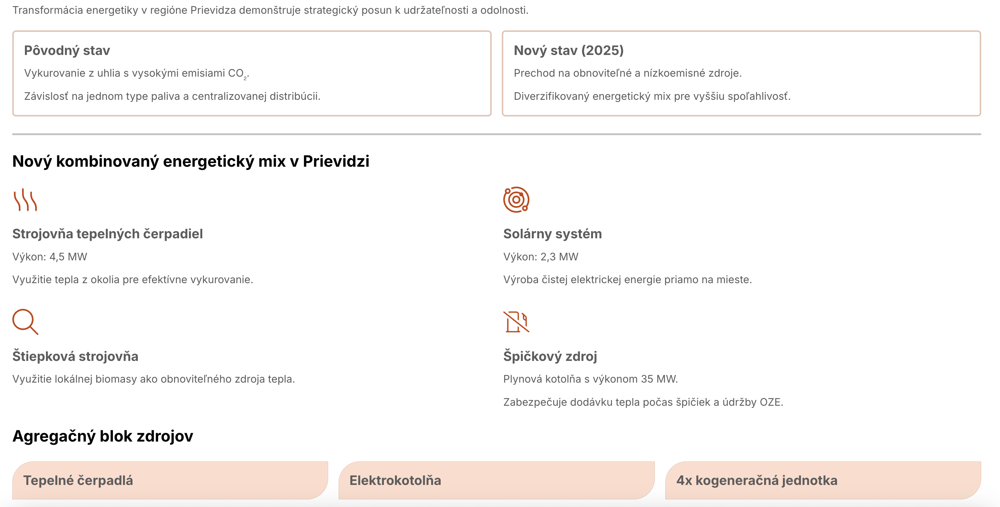 Transformácia energetiky v regióne Prievidza demonštruje strategický posun k udržateľnosti a odolnosti.
Pôvodný stav
Vykurovanie z uhlia s vysokými emisiami CO₂.
Závislosť na jednom type paliva a centralizovanej distribúcii.
Nový stav (2025)
Prechod na obnoviteľné a nízkoemisné zdroje.
Diverzifikovaný energetický mix pre vyššiu spoľahlivosť.
Nový kombinovaný energetický mix v Prievidzi
Strojovňa tepelných čerpadiel
Výkon: 4,5 MW
Využitie tepla z okolia pre efektívne vykurovanie.
Solárny systém
Výkon: 2,3 MW
Výroba čistej elektrickej energie priamo na mieste.
Štiepková strojovňa
Využitie lokálnej biomasy ako obnoviteľného zdroja tepla.
Špičkový zdroj
Plynová kotolňa s výkonom 35 MW.
Zabezpečuje dodávku tepla počas špičiek a údržby OZE.
Agregačný blok zdrojov
Tepelné čerpadlá
Elektrokotolňa
4x kogeneračná jednotka